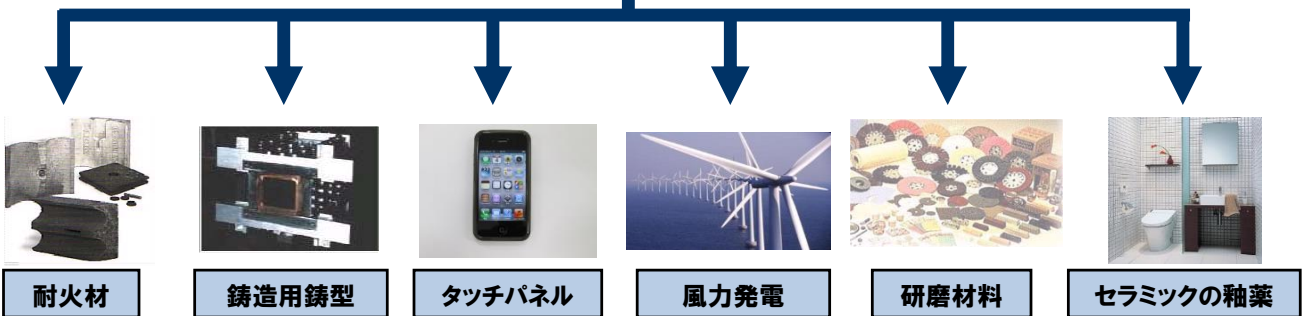 耐火材
鋳造用鋳型
タッチパネル
風力発電
研磨材料
セラミックの釉薬